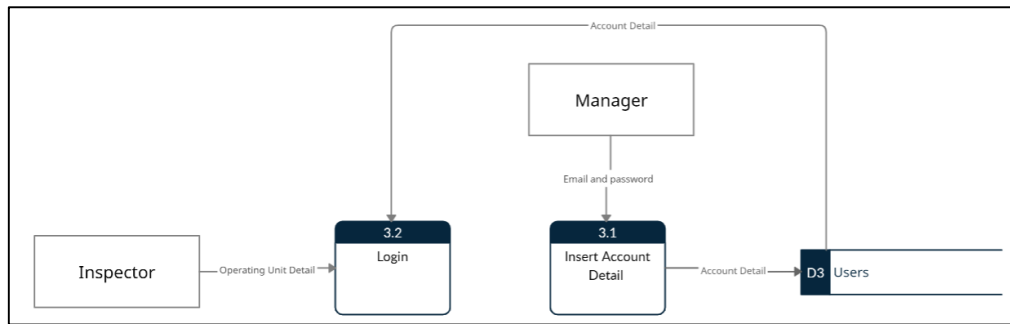 Account Detail
Manager
Email and password
3.2
3.1
Login
Insert Account
Detail
Inspector
Operating Unit Detail
Account Detail
D3
Users